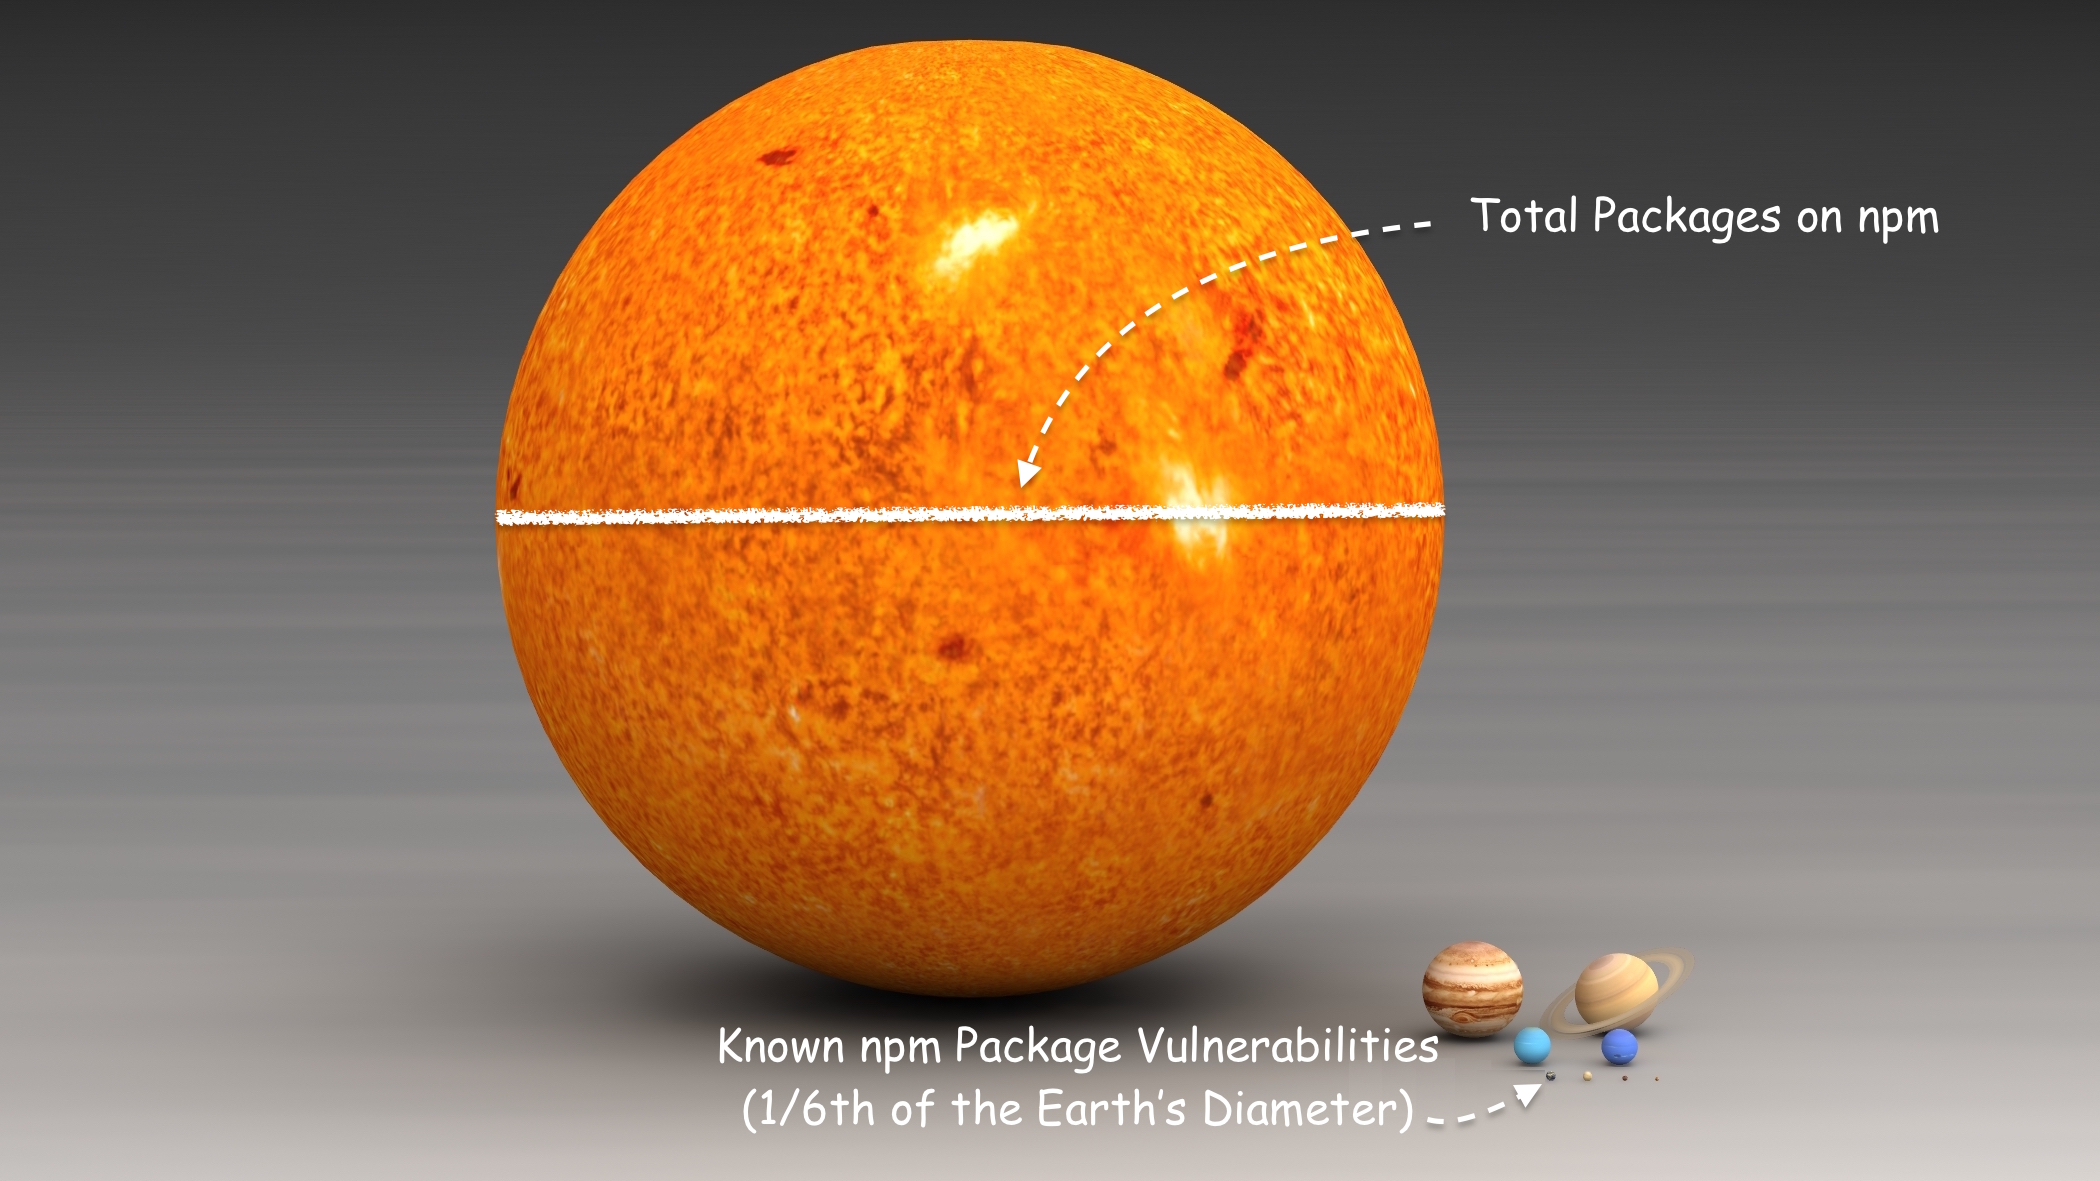 Total Packages on npm
Known npm Package Vulnerabilities
(1/6th of the Earth’s Diameter)